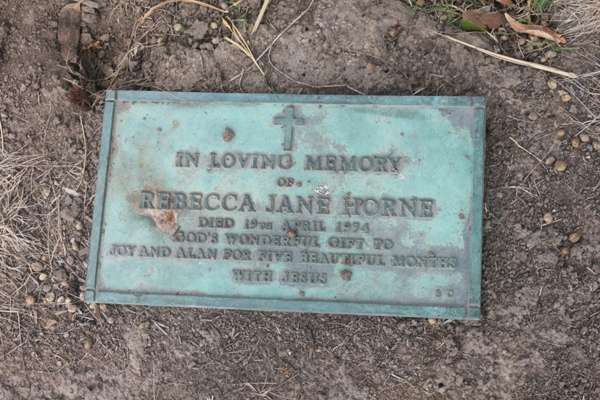 IN LOVING MEMORY
OF
REBECCA JANE HORNE
DIED 19TH APRIL 1974
GOD'S WONDERFUL GIFT TO
JOY AND ALAN FOR FIVE BEAUTIFUL MONTHS
WITH JESUS